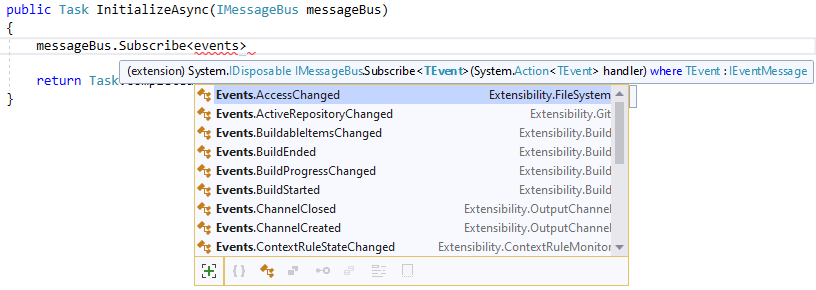 public Task InitializeAsync(IMessageBus messageBus)
{
messageBus.Subscribe<events>
(extension) System.IDisposable IMessageBus.Subscribe<TEvent>(System.Action<TEvent> handler) where TEvent : IEventMessage
return Task.
}
Events.AccessChanged Extensibility.FileSystem
Events.ActiveRepositoryChanged Extensibility.Git
Events.BuildableItemsChanged Extensibility.Build
Events.BuildEnded Extensibility.Build
Events.BuildProgressChanged Extensibility.Build
Events.BuildStarted Extensibility.Build
Events.ChannelClosed Extensibility.OutputChannel
Events.ChannelCreated Extensibility.OutputChannel
Events.ContextRuleStateChanged Extensibility.ContextRuleMonitor